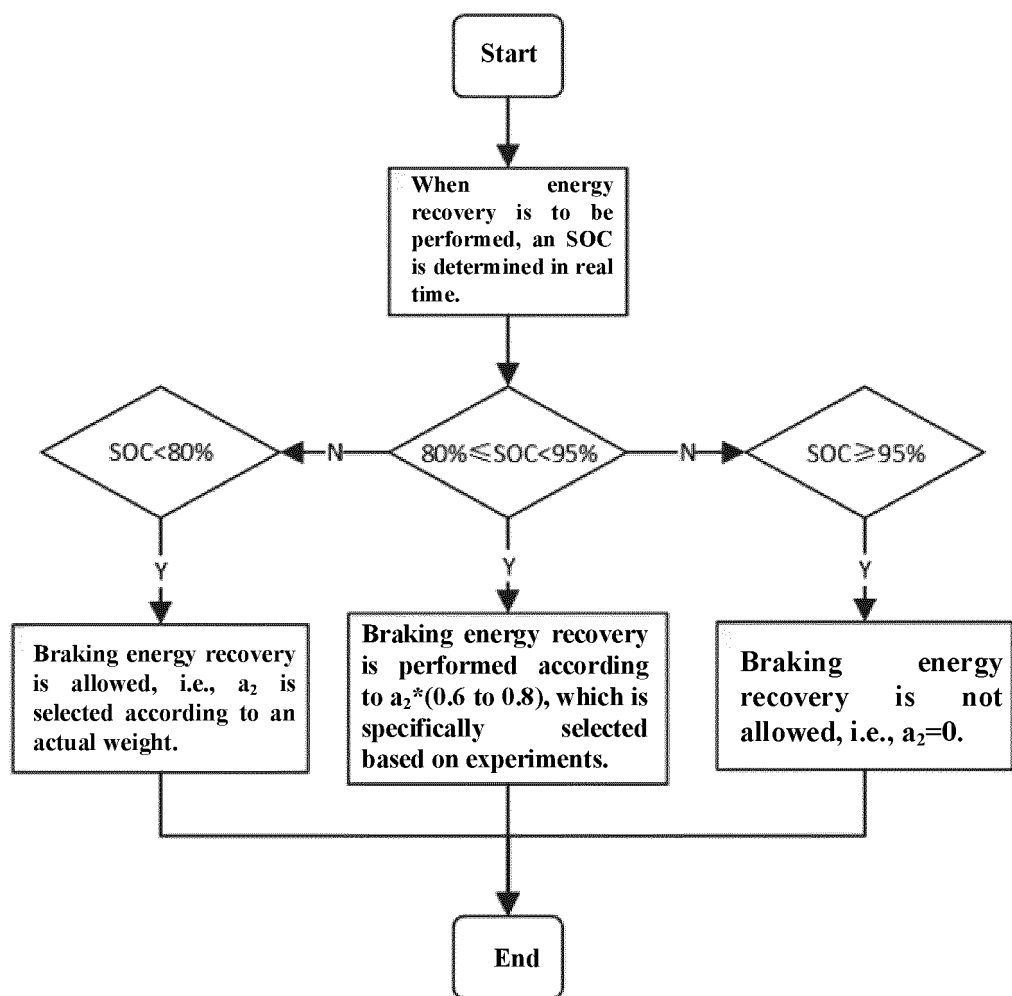 Start
When energy
recovery is to be
performed, an SOC
is determined in real
time.
SOC<80%
N
80%≤SOC<95%
N
SOC≥95%
Y
Y
Y
Braking energy recovery
is allowed, i.e., a₂ is
selected according to an
actual weight.
Braking energy recovery
is performed according
to a₂*(0.6 to 0.8), which is
specifically selected
based on experiments.
Braking energy
recovery is not
allowed, i.e., a₂=0.
End